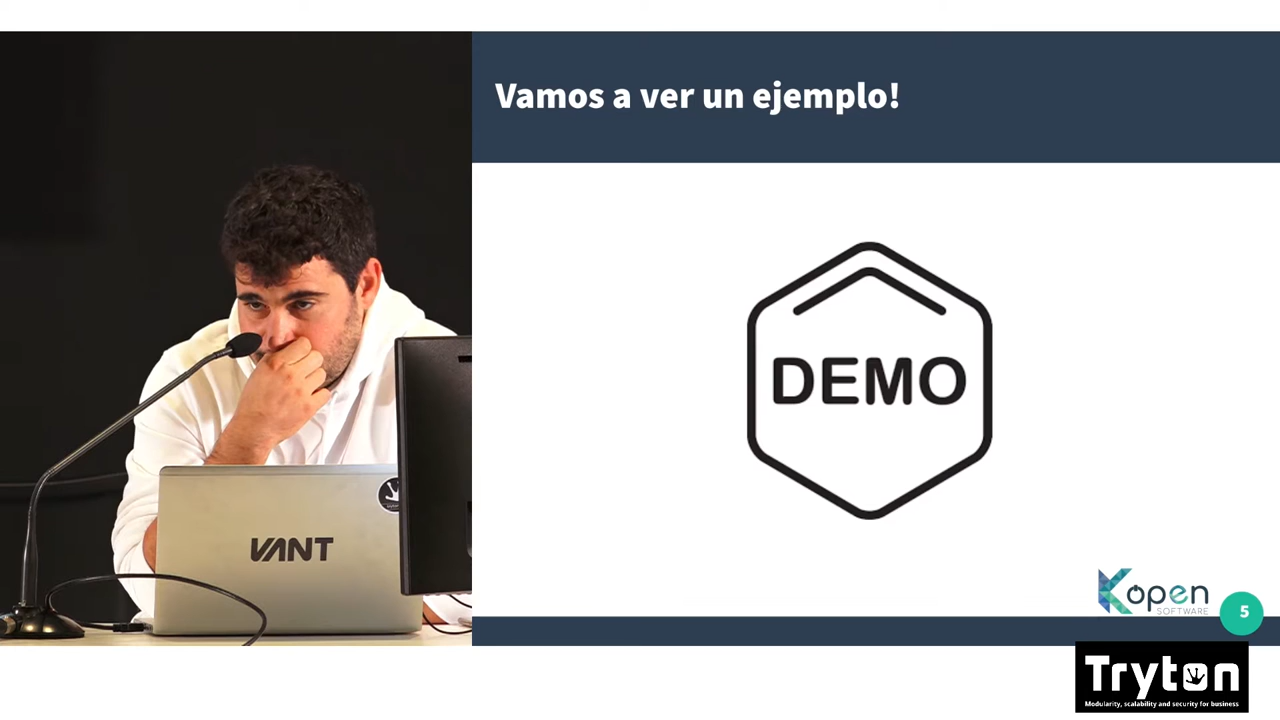 Vamos a ver un ejemplo!
DEMO
VANT
Kopen
SOFTWARE
5
Tryton
Modularity, scalability and security for business